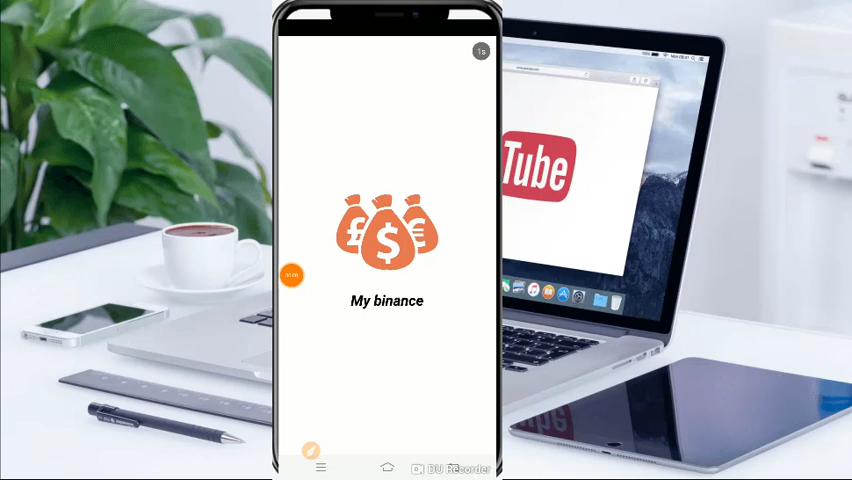 1s
Tube
£ $ €
My binance
DU Recorder